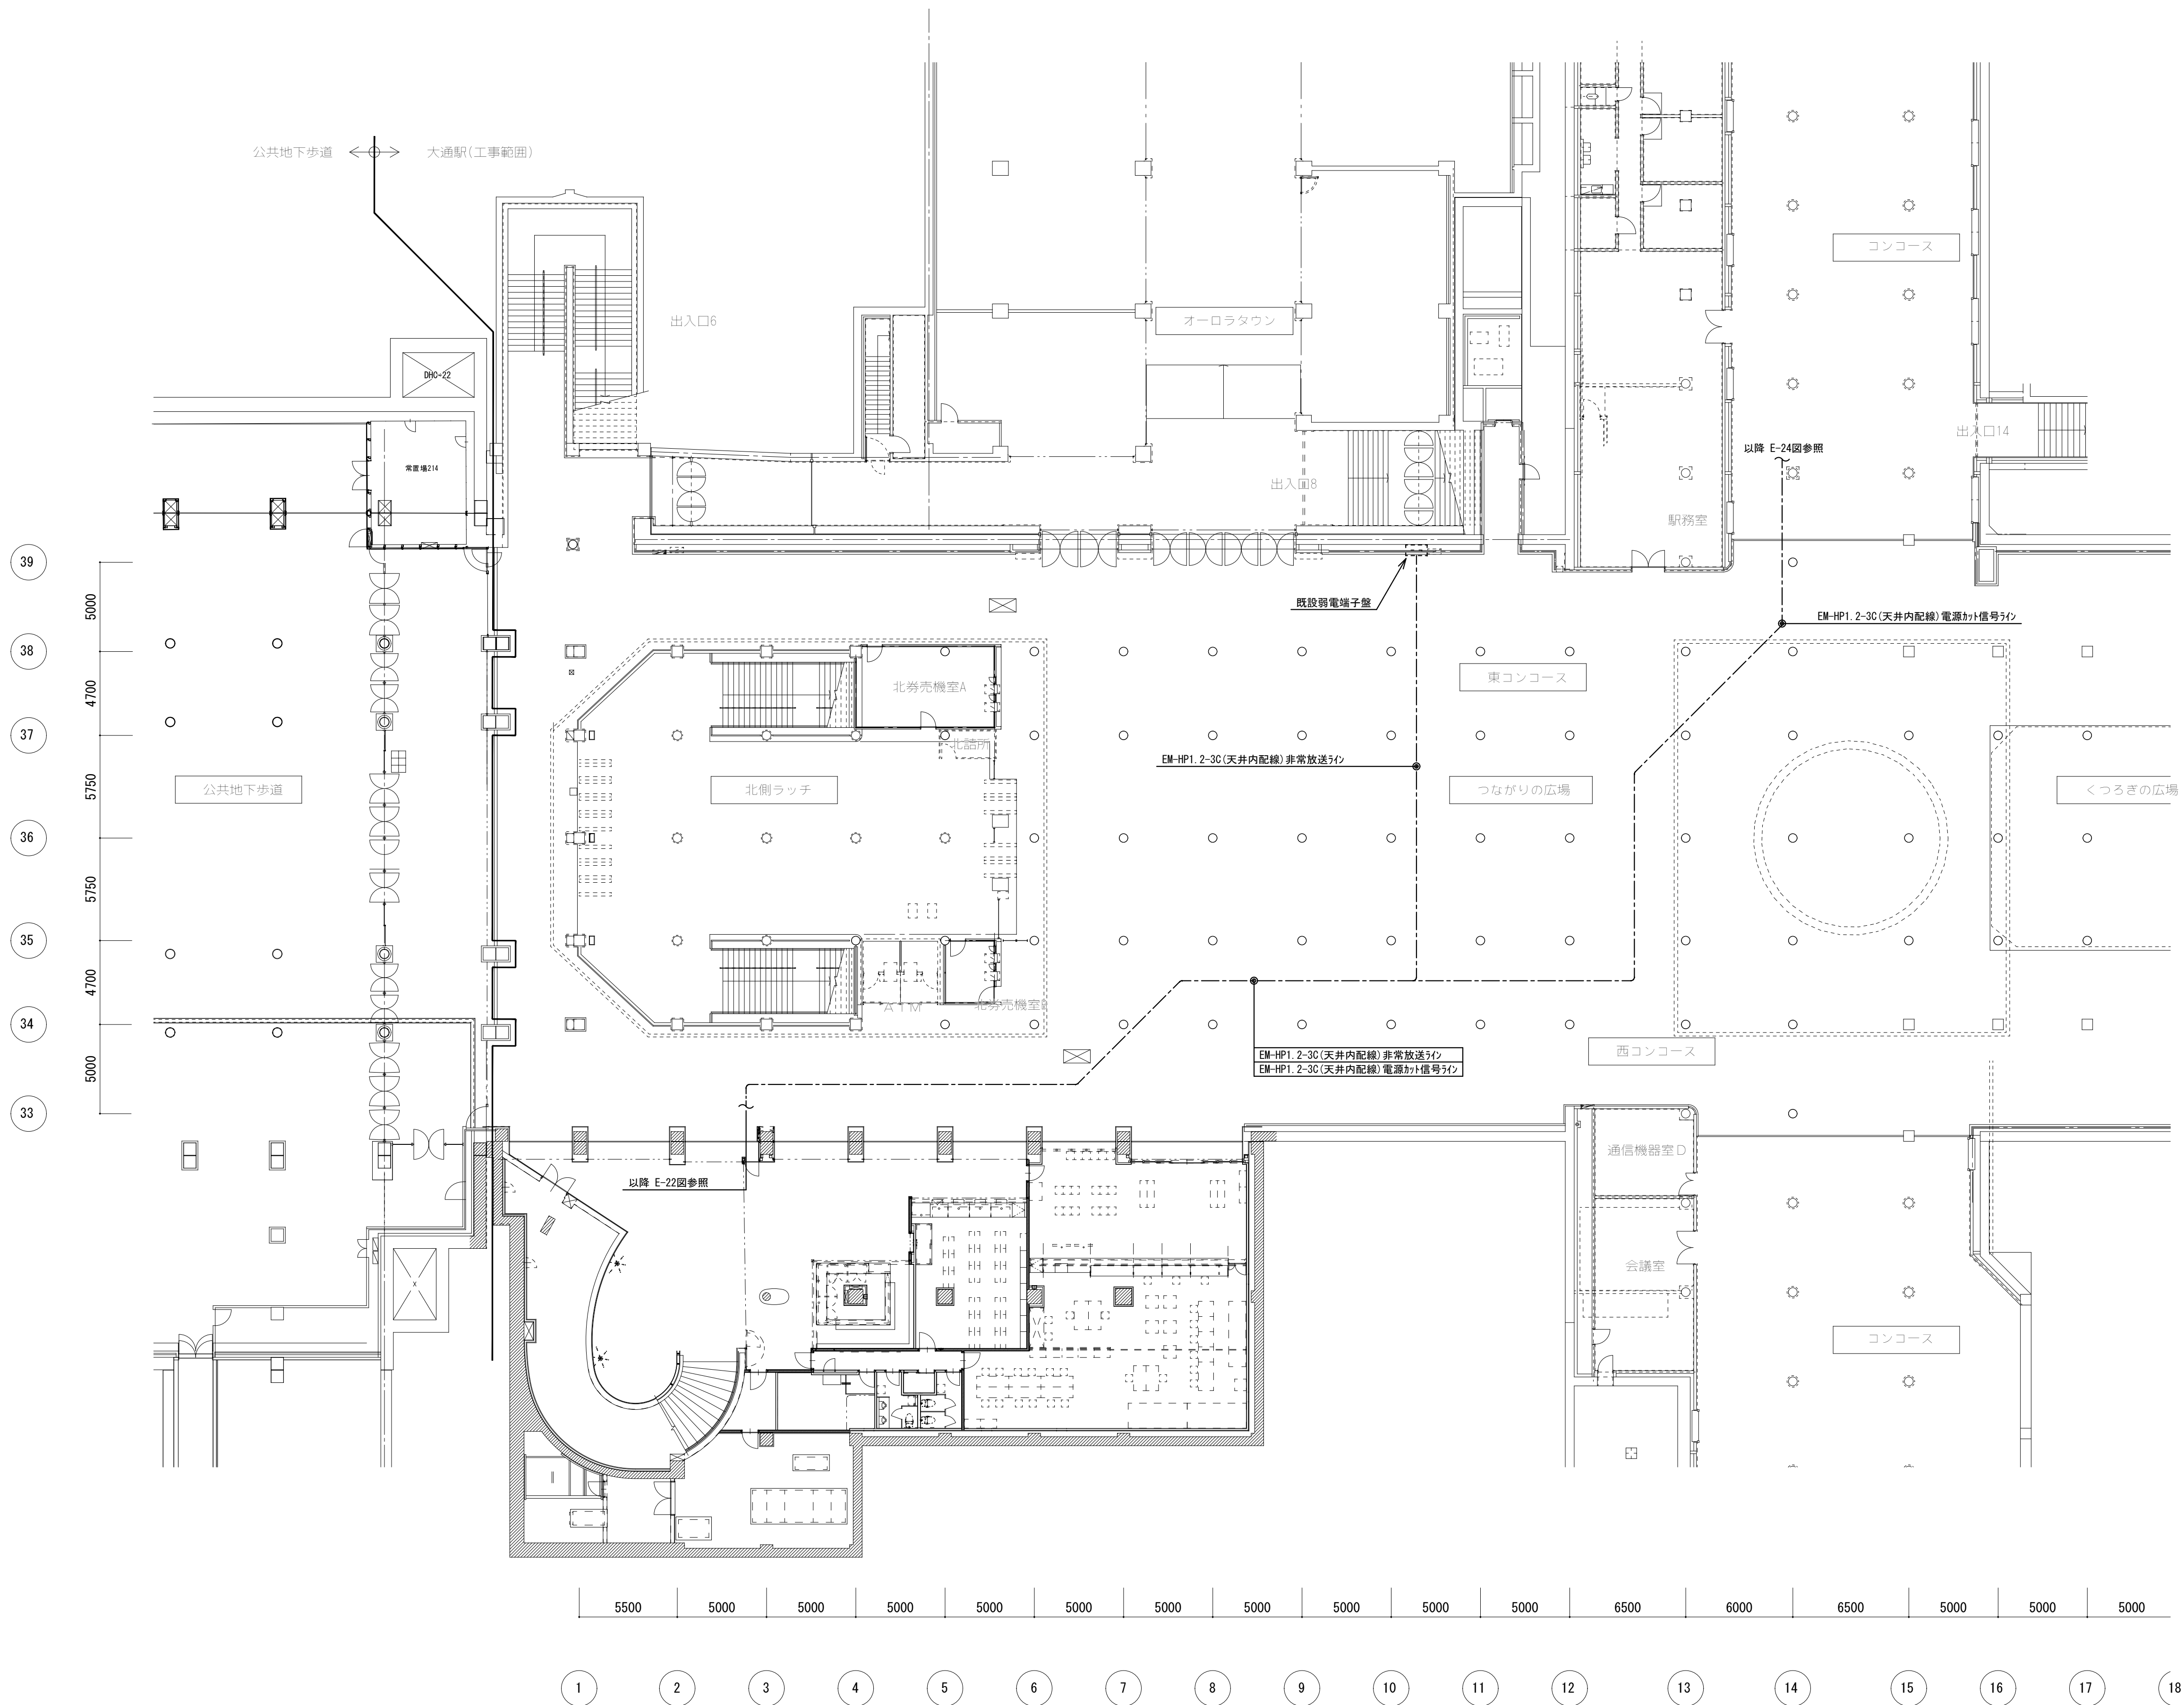 公共地下歩道
大通駅(工事範囲)
コンコース
出入口6
オーロラタウン
DHC-22
出入口14
以降 E-24図参照
常置場214
出入口8
駅務室
39
5000
既設弱電端子盤
EM-HP1.2-3C(天井内配線)電源カット信号ライン
38
東コンコース
北券売機室A
4700
37
北詰所
EM-HP1.2-3C(天井内配線)非常放送ライン
5750
公共地下歩道
北側ラッチ
つながりの広場
くつろぎの広場
36
5750
35
4700
ATM
34
西コンコース
EM-HP1.2-3C(天井内配線)非常放送ライン
EM-HP1.2-3C(天井内配線)電源カット信号ライン
5000
33
通信機器室D
以降 E-22図参照
会議室
X
コンコース
5500 5000 5000 5000 5000 5000 5000 5000 5000 5000 5000 6500 6000 6500 5000 5000 5000
1 2 3 4 5 6 7 8 9 10 11 12 13 14 15 16 17 18